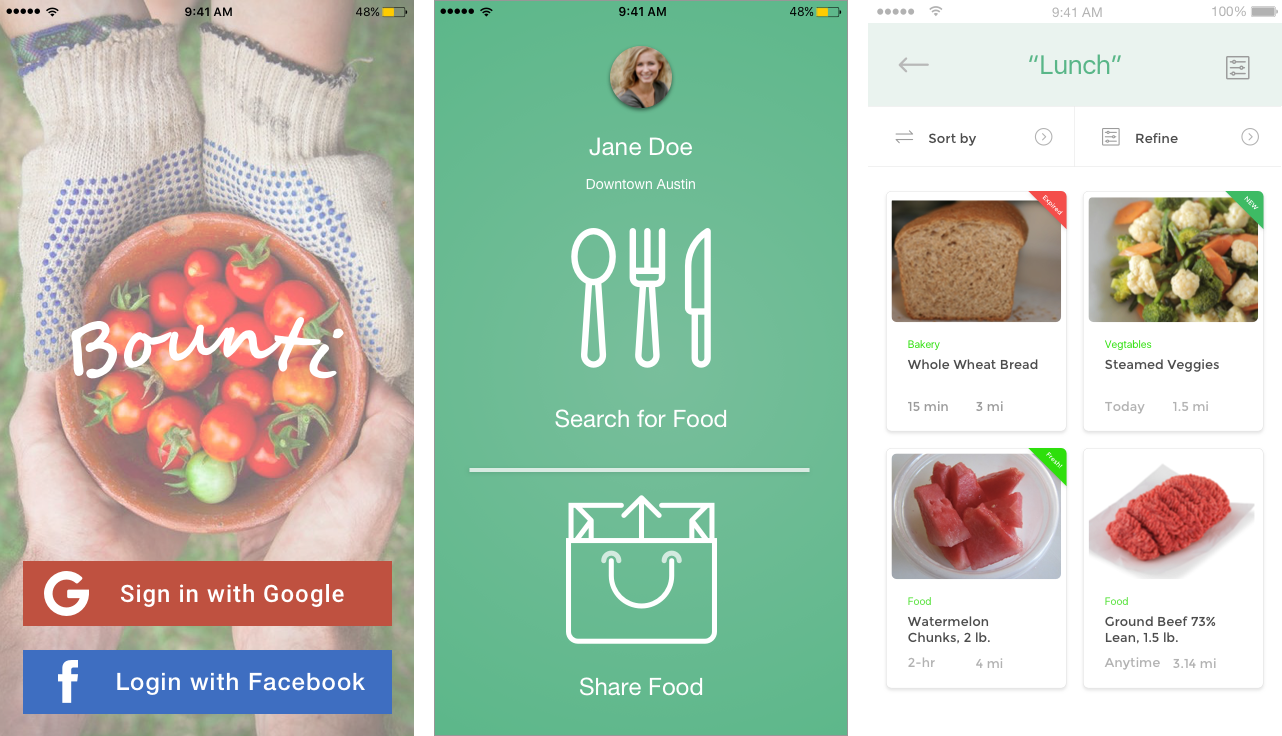 9:41 AM
48%
Bounti
G Sign in with Google
f Login with Facebook
9:41 AM
48%
Jane Doe
Downtown Austin
Search for Food
Share Food
9:41 AM
100%
“Lunch”
Sort by
Refine
Expired
NEW
Bakery
Vegtables
Whole Wheat Bread
Steamed Veggies
15 min 3 mi
Today 1.5 mi
Fresh!
Food
Food
Watermelon
Chunks, 2 lb.
Ground Beef 73%
Lean, 1.5 lb.
2-hr 4 mi
Anytime 3.14 mi